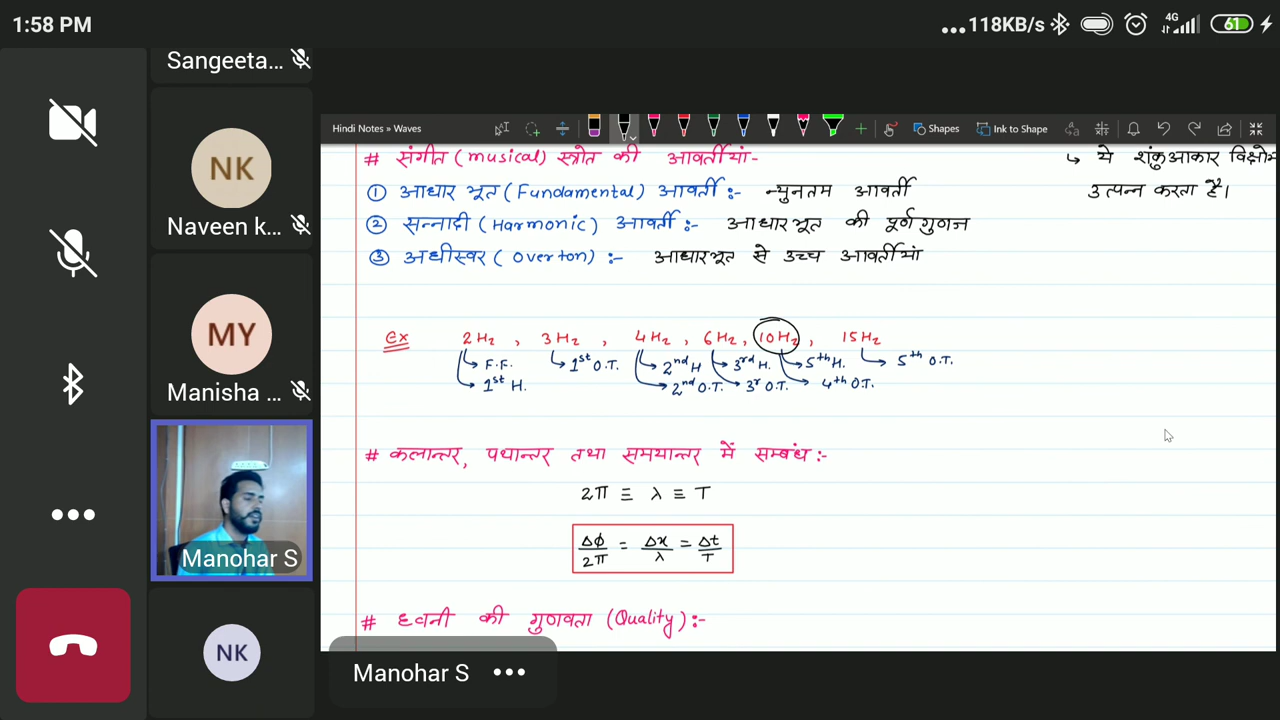 1:58 PM
...118KB/s 4G 61
Sangeeta...
NK
Naveen k...
MY
Manisha ...
Manohar S
NK
Hindi Notes » Waves
Shapes
Ink to Shape
# संगीत (musical) स्त्रोत की आवर्तीयां-
① आधार भूत (Fundamental) आवर्ती :- न्युनतम आवर्ती
② सन्नादी (Harmonic) आवर्ती :- आधारभूत की पूर्ण गुणज
③ अधीस्वर (Overton) :- आधारभूत से उच्च आवर्तीयां
↳ ये शंकुआकार विक्षोभ
उत्पन्न करता है।
Ex 2Hz , 3Hz , 4Hz , 6Hz, 10Hz , 15Hz
F.F. 1st O.T. 2nd H 3rd H. 5th H. 5th O.T.
1st H. 2nd O.T. 3r O.T. 4th O.T.
# कलान्तर, पथान्तर तथा समयान्तर में सम्बंध :-
2π ≡ λ ≡ T
Δφ/2π = Δx/λ = Δt/T
# ध्वनी की गुणवता (Quality) :-
Manohar S ...